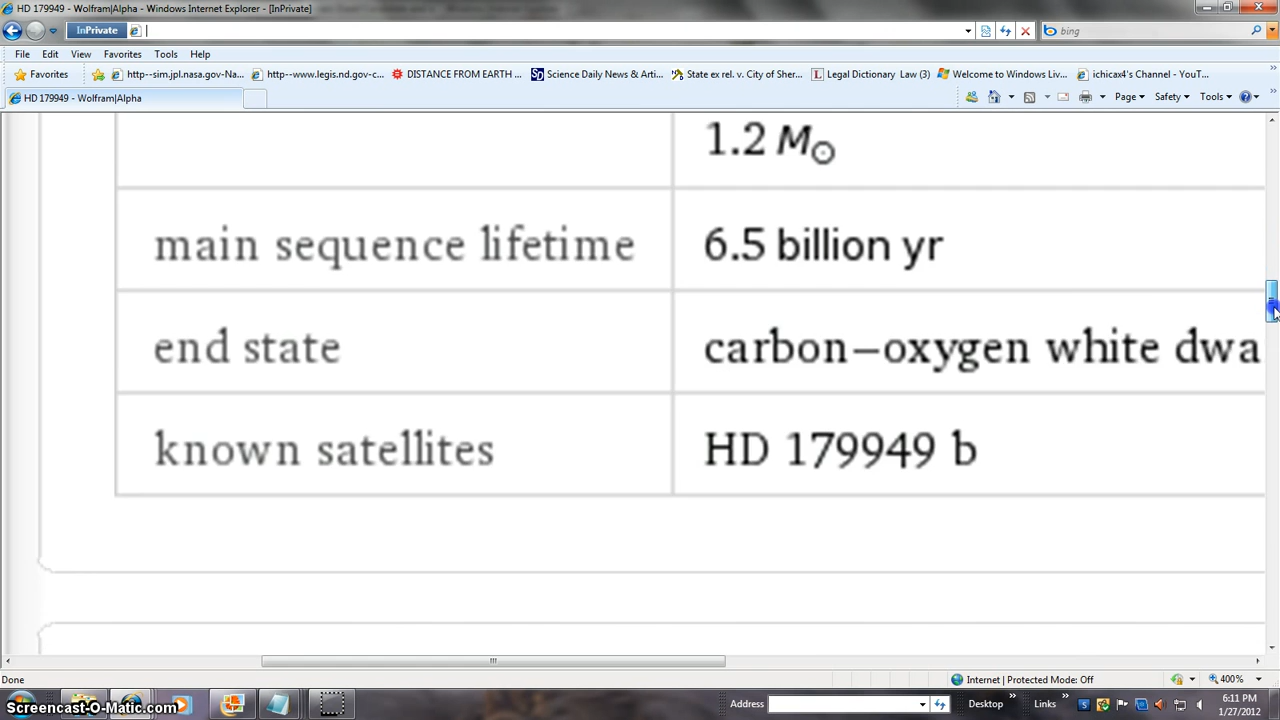 HD 179949 - Wolfram|Alpha - Windows Internet Explorer - [InPrivate]
InPrivate
bing
File Edit View Favorites Tools Help
Favorites http--sim.jpl.nasa.gov-Na... http--www.legis.nd.gov-c... DISTANCE FROM EARTH ... Science Daily News & Arti... State ex rel. v. City of Sher... Legal Dictionary Law (3) Welcome to Windows Liv... ichicax4's Channel - YouT...
HD 179949 - Wolfram|Alpha
Page Safety Tools
1.2 M☉
main sequence lifetime 6.5 billion yr
end state carbon–oxygen white dwa
known satellites HD 179949 b
Done Internet | Protected Mode: Off 400%
Address Desktop Links 6:11 PM
1/27/2012
Screencast-O-Matic.com